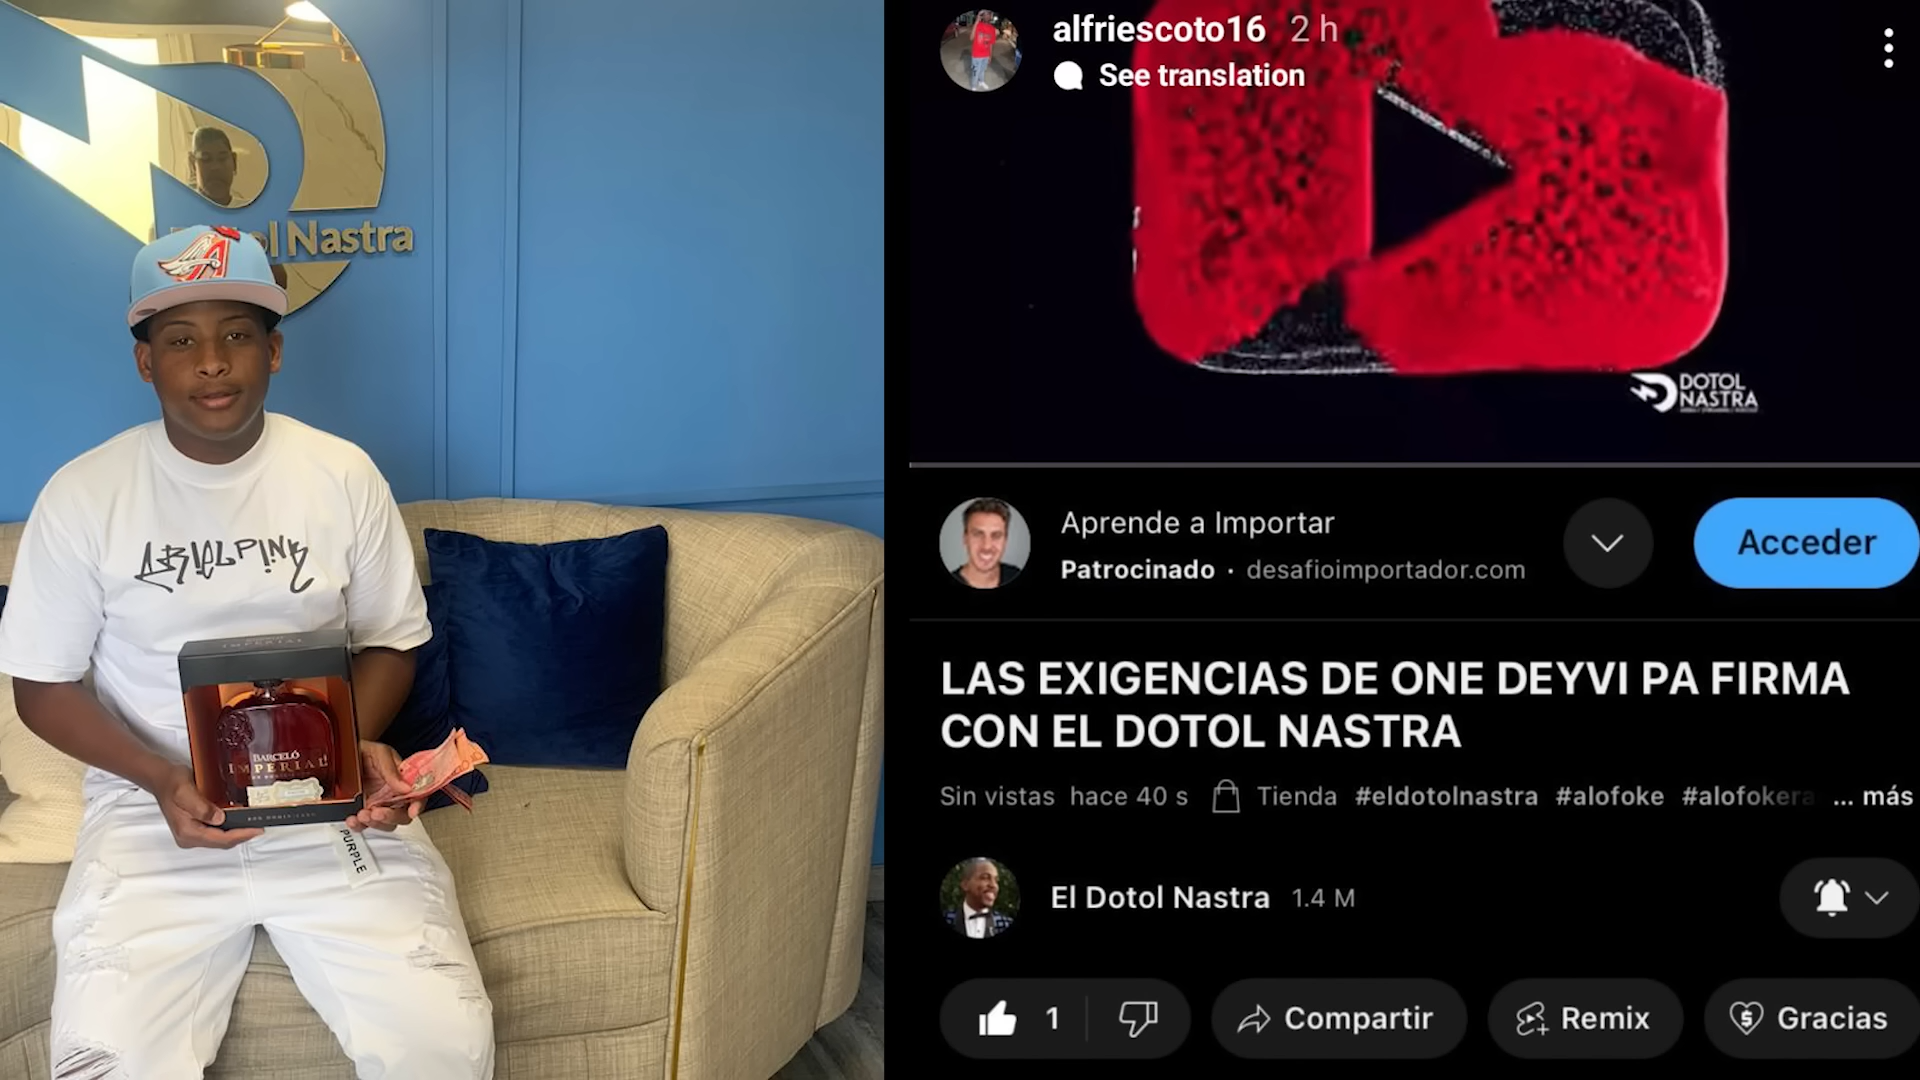 l Nastra
A
ARIELPINK
IMPERIAL
BARCELÓ
IMPERIAL
PURPLE
alfriescoto16 2 h
See translation
DOTOL
NASTRA
Aprende a Importar
Patrocinado · desafioimportador.com
Acceder
LAS EXIGENCIAS DE ONE DEYVI PA FIRMA
CON EL DOTOL NASTRA
Sin vistas hace 40 s Tienda #eldotolnastra #alofoke #alofokera ... más
El Dotol Nastra 1.4 M
1
Compartir
Remix
Gracias